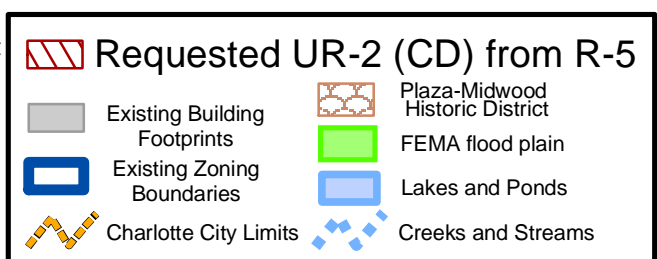 Requested UR-2 (CD) from R-5
Existing Building
Footprints
Existing Zoning
Boundaries
Charlotte City Limits
Plaza-Midwood
Historic District
FEMA flood plain
Lakes and Ponds
Creeks and Streams